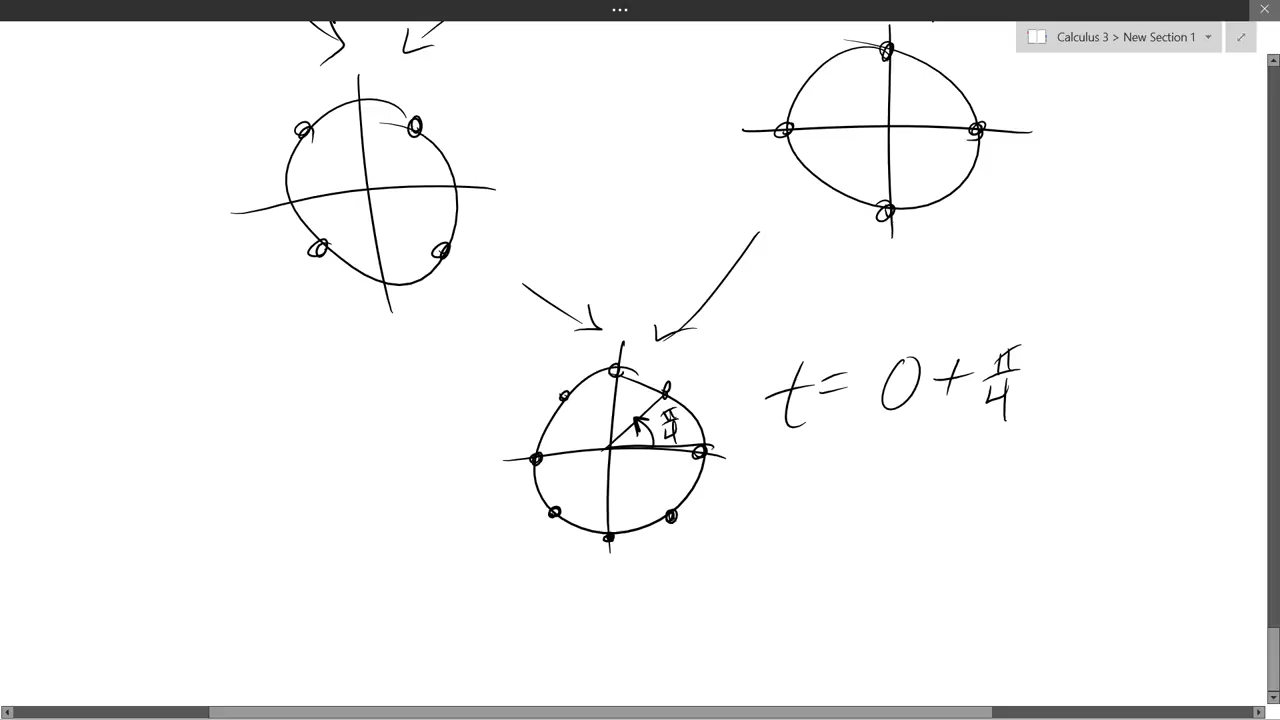 Calculus 3 > New Section 1
t = 0 + π/4
π/4